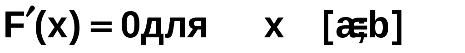 F′(x) = 0для x [a;b]